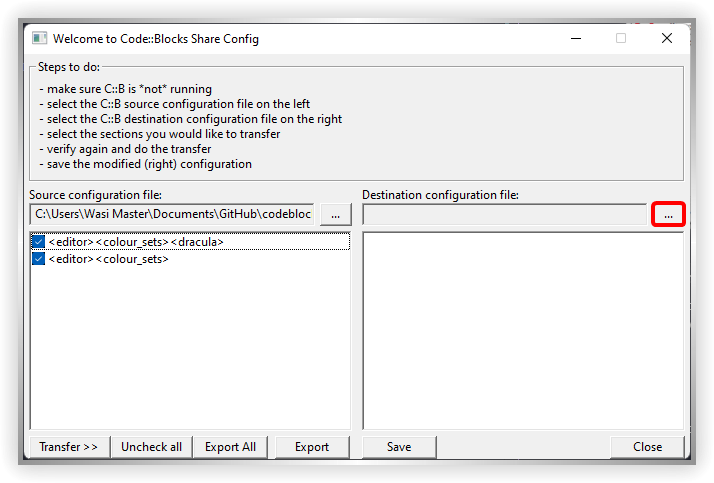 Welcome to Code::Blocks Share Config
Steps to do:
- make sure C::B is *not* running
- select the C::B source configuration file on the left
- select the C::B destination configuration file on the right
- select the sections you would like to transfer
- verify again and do the transfer
- save the modified (right) configuration
Source configuration file:
Destination configuration file:
C:\Users\Wasi Master\Documents\GitHub\codebloc
...
...
<editor><colour_sets><dracula>
<editor><colour_sets>
Transfer >>
Uncheck all
Export All
Export
Save
Close